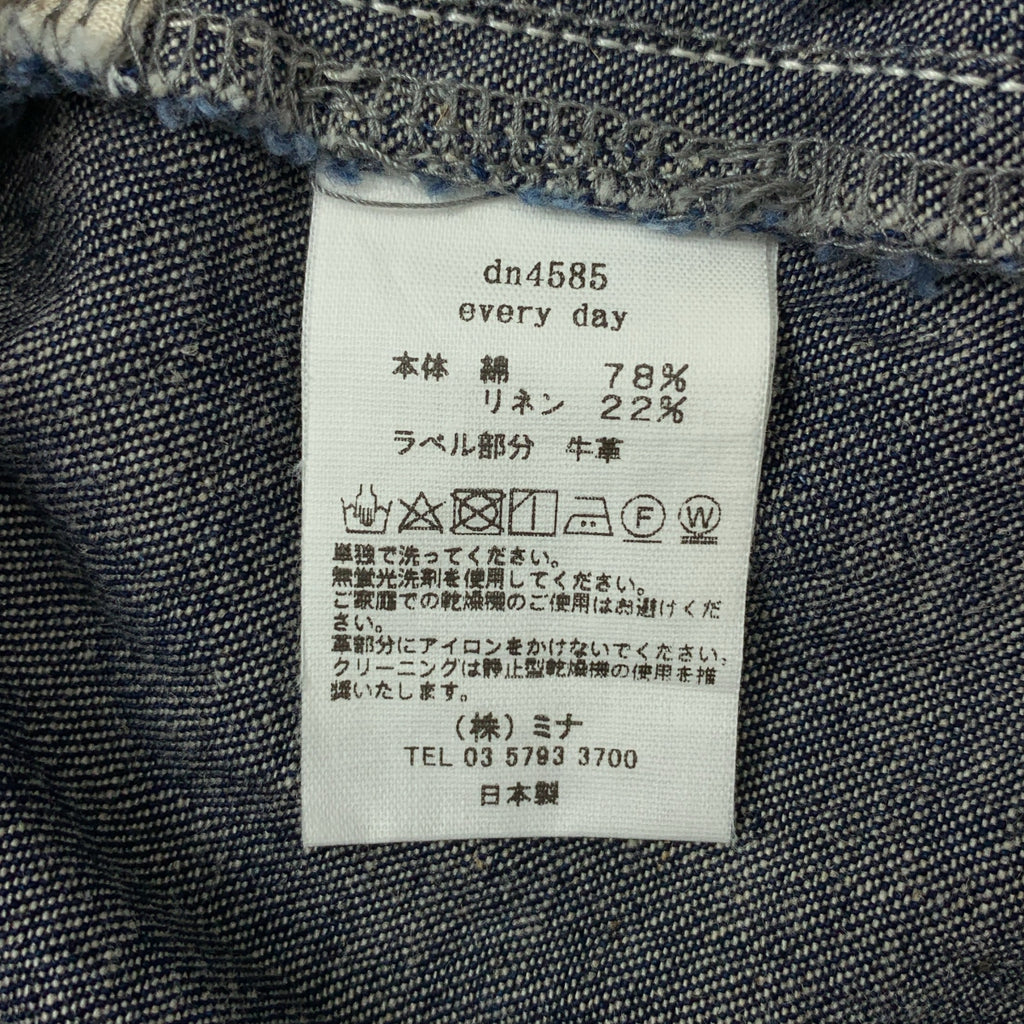 dn4585
every day
本体 綿 78%
リネン 22%
ラベル部分 牛革
F W
単独で洗ってください。
無蛍光洗剤を使用してください。
ご家庭での乾燥機のご使用はお避けくだ
さい。
革部分にアイロンをかけないでください。
クリーニングは静止型乾燥機の使用を推
奨いたします。
(株)ミナ
TEL 03 5793 3700
日本製